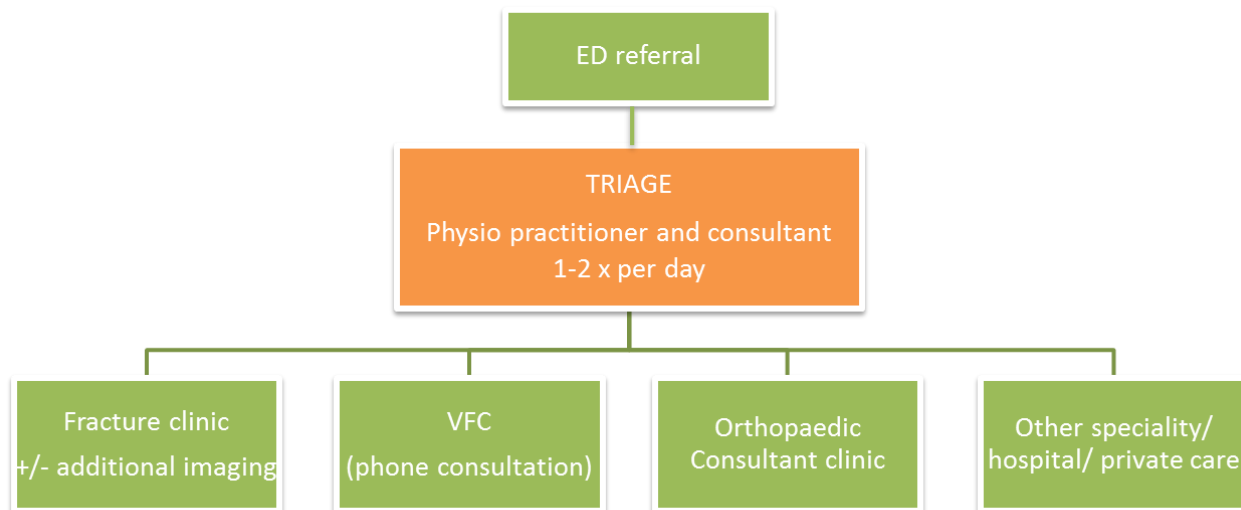 ED referral
TRIAGE
Physio practitioner and consultant
1-2 x per day
Fracture clinic
+/- additional imaging
VFC
(phone consultation)
Orthopaedic
Consultant clinic
Other speciality/
hospital/ private care